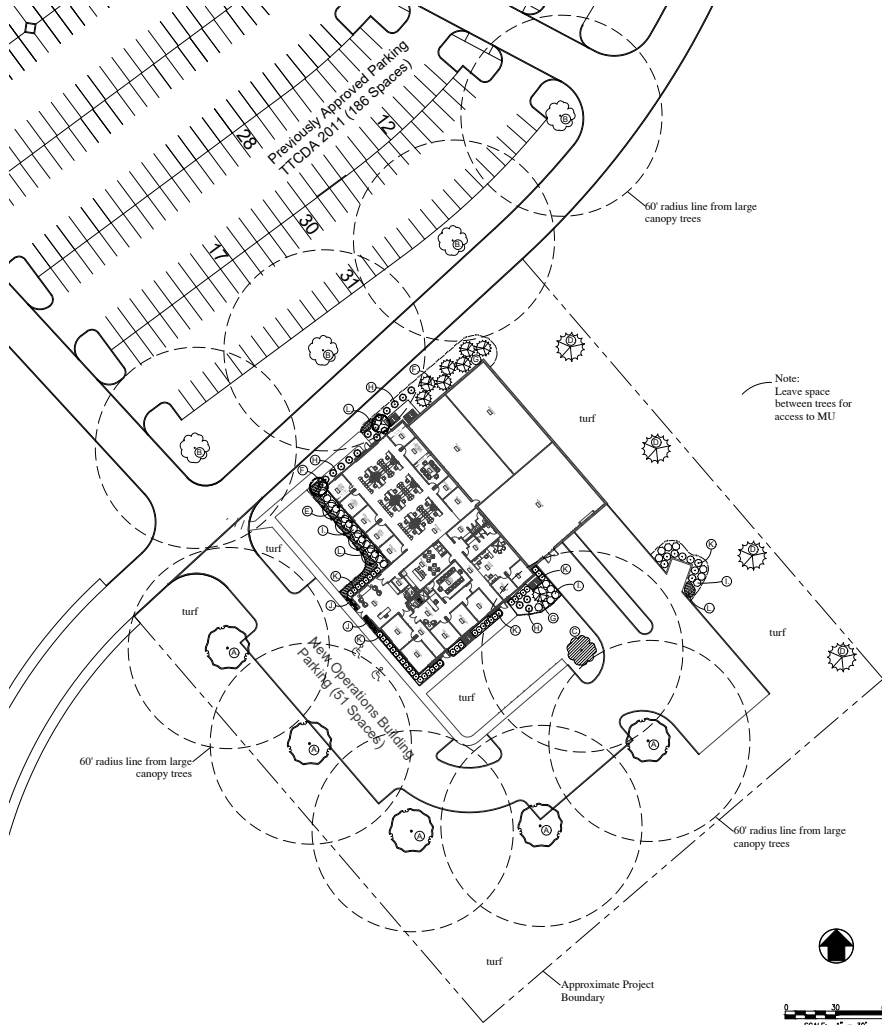 Previously Approved Parking
TTCDA 2011 (186 Spaces)
28
12
30
17
31
B
60' radius line from large
canopy trees
B
B
B
D
Note:
Leave space
between trees for
access to MU
turf
D
D
D
F
G
H
L
H
F
E
I
L
K
J
J
K
K
I
G
H
K
C
K
I
L
turf
turf
turf
turf
New Operations Building
Parking (51 Spaces)
A
A
A
A
A
60' radius line from large
canopy trees
60' radius line from large
canopy trees
turf
Approximate Project
Boundary
0 30